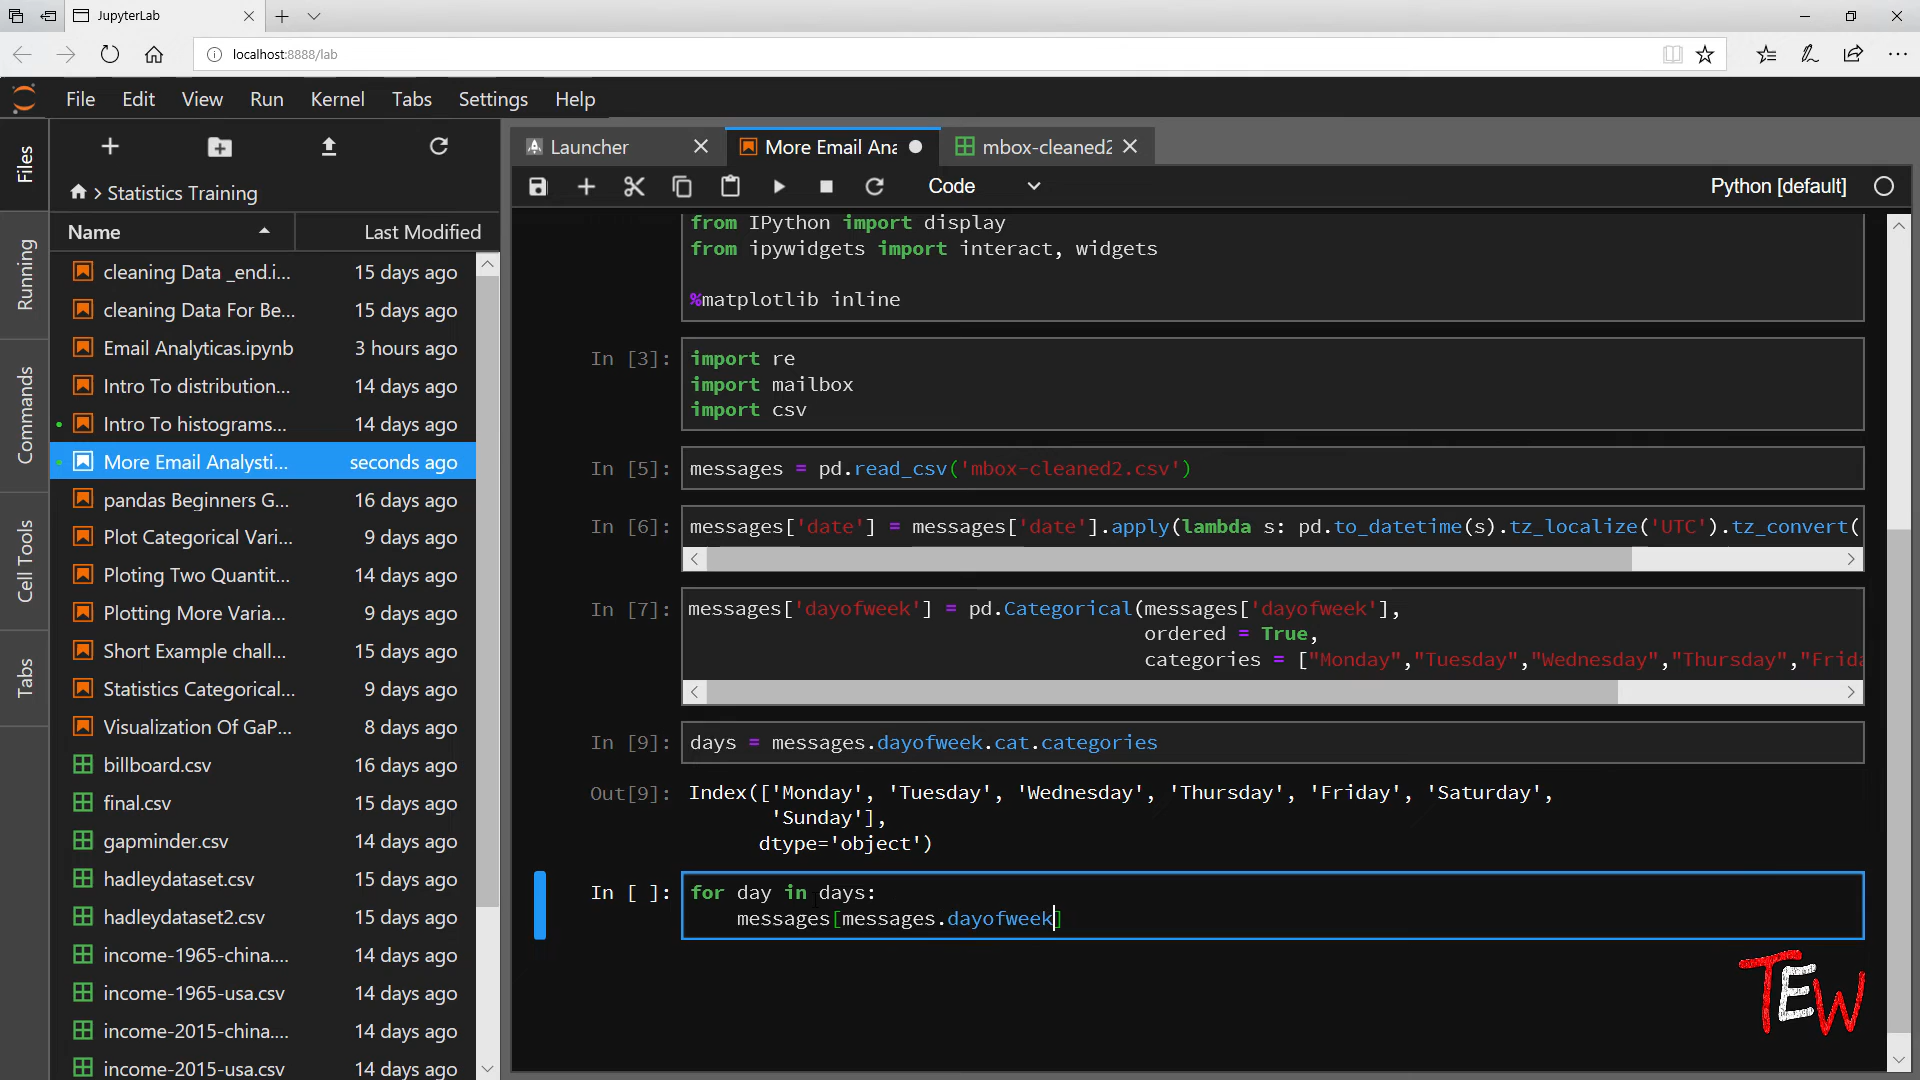 JupyterLab
localhost:8888/lab
File Edit View Run Kernel Tabs Settings Help
Files
Running
Commands
Cell Tools
Tabs
Statistics Training
Name Last Modified
cleaning Data _end.i... 15 days ago
cleaning Data For Be... 15 days ago
Email Analyticas.ipynb 3 hours ago
Intro To distribution... 14 days ago
Intro To histograms... 14 days ago
More Email Analysti... seconds ago
pandas Beginners G... 16 days ago
Plot Categorical Vari... 9 days ago
Ploting Two Quantit... 14 days ago
Plotting More Varia... 9 days ago
Short Example chall... 15 days ago
Statistics Categorical... 9 days ago
Visualization Of GaP... 8 days ago
billboard.csv 16 days ago
final.csv 15 days ago
gapminder.csv 14 days ago
hadleydataset.csv 15 days ago
hadleydataset2.csv 15 days ago
income-1965-china.... 14 days ago
income-1965-usa.csv 14 days ago
income-2015-china.... 14 days ago
income-2015-usa.csv 14 days ago
Launcher More Email Ana mbox-cleaned2
Code Python [default]
from IPython import display
from ipywidgets import interact, widgets
%matplotlib inline
In [3]: import re
import mailbox
import csv
In [5]: messages = pd.read_csv('mbox-cleaned2.csv')
In [6]: messages['date'] = messages['date'].apply(lambda s: pd.to_datetime(s).tz_localize('UTC').tz_convert(
In [7]: messages['dayofweek'] = pd.Categorical(messages['dayofweek'],
ordered = True,
categories = ["Monday","Tuesday","Wednesday","Thursday","Frida
In [9]: days = messages.dayofweek.cat.categories
Out[9]: Index(['Monday', 'Tuesday', 'Wednesday', 'Thursday', 'Friday', 'Saturday',
'Sunday'],
dtype='object')
In [ ]: for day in days:
messages[messages.dayofweek]
TEW